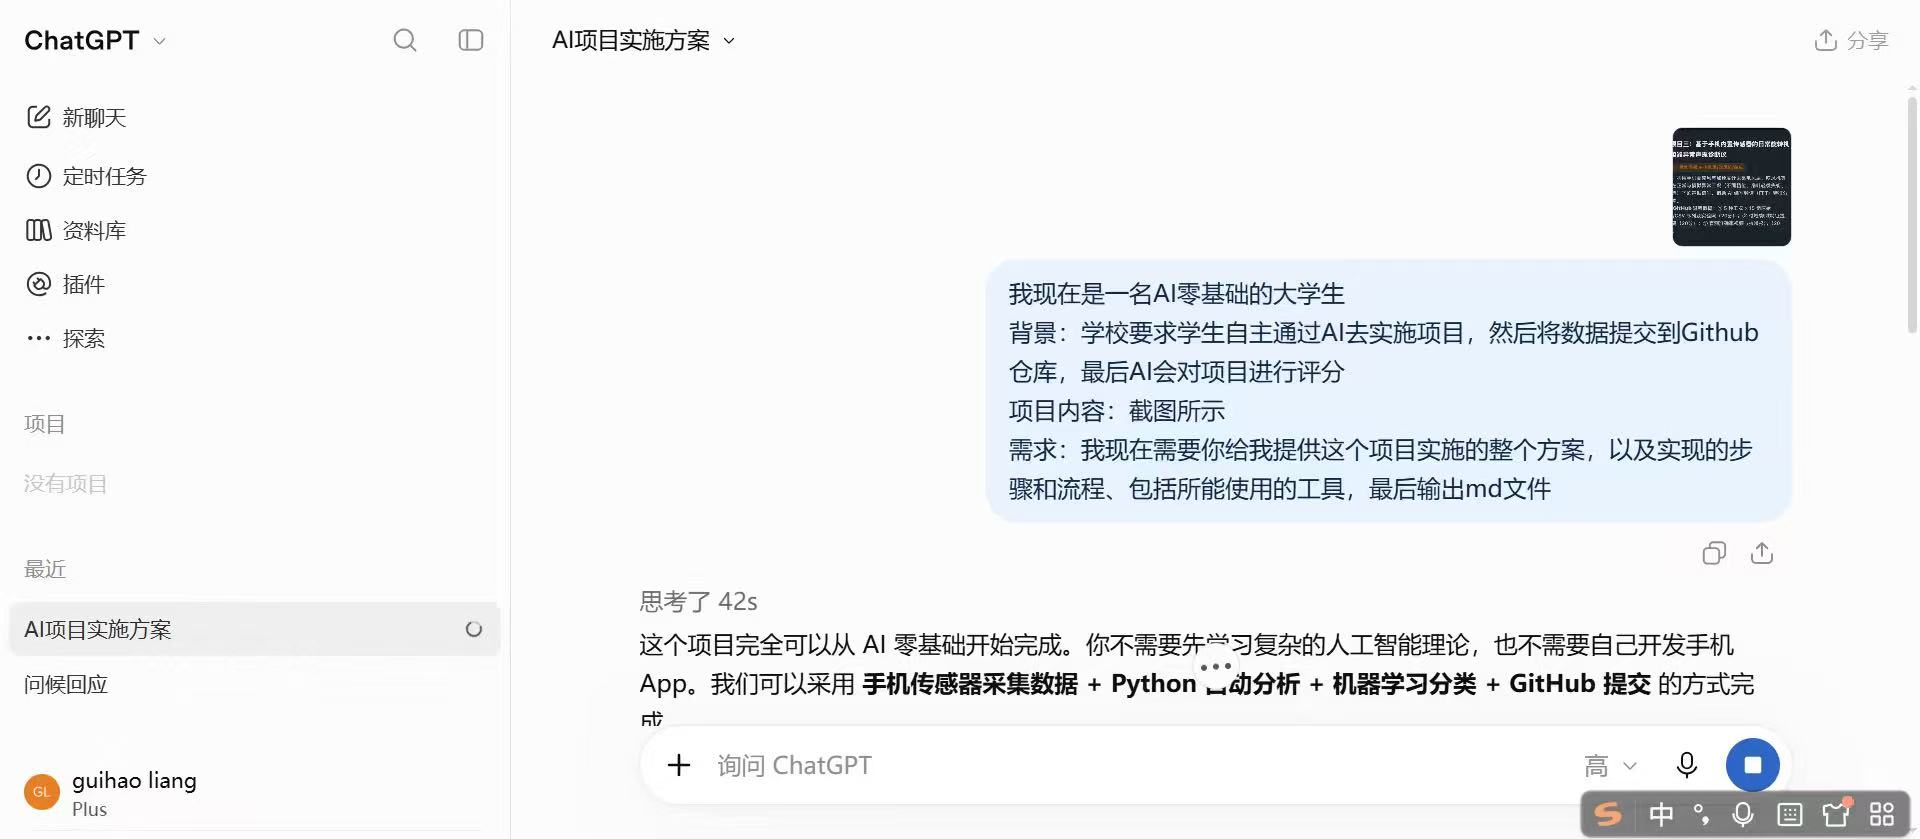 ChatGPT
新聊天
定时任务
资料库
插件
探索
项目
没有项目
最近
AI项目实施方案
问候回应
GL
guihao liang
Plus
AI项目实施方案
分享
我现在是一名AI零基础的大学生
背景：学校要求学生自主通过AI去实施项目，然后将数据提交到Github
仓库，最后AI会对项目进行评分
项目内容：截图所示
需求：我现在需要你给我提供这个项目实施的整个方案，以及实现的步
骤和流程、包括所能使用的工具，最后输出md文件
思考了 42s
这个项目完全可以从 AI 零基础开始完成。你不需要先学习复杂的人工智能理论，也不需要自己开发手机
App。我们可以采用 手机传感器采集数据 + Python 自动分析 + 机器学习分类 + GitHub 提交 的方式完
成
询问 ChatGPT
高
中